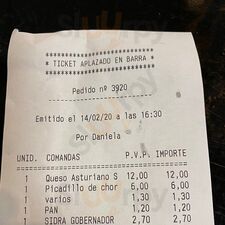 **********************
* TICKET APLAZADO EN BARRA *
**********************
Pedido nº 3920
Emitido el 14/02/20 a las 16:30
Por Daniela
UNID. COMANDAS P.V.P. IMPORTE
1 Queso Asturiano S 12,00 12,00
1 Picadillo de chor 6,00 6,00
1 varios 1,30 1,30
1 PAN 1,20 1,20
1 SIDRA GOBERNADOR 2,70 2,70